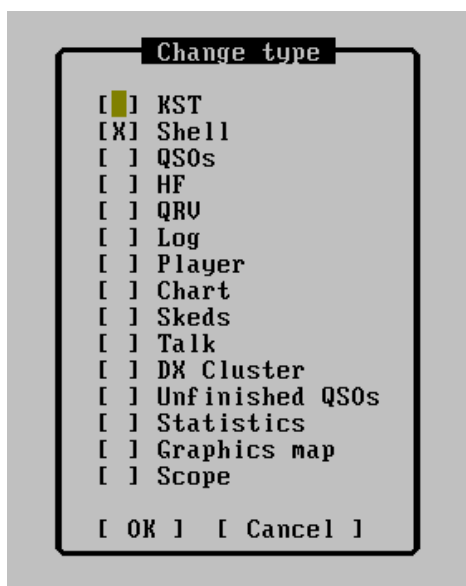 Change type
[ ] KST
[X] Shell
[ ] QSOs
[ ] HF
[ ] QRV
[ ] Log
[ ] Player
[ ] Chart
[ ] Skeds
[ ] Talk
[ ] DX Cluster
[ ] Unfinished QSOs
[ ] Statistics
[ ] Graphics map
[ ] Scope
[ OK ] [ Cancel ]